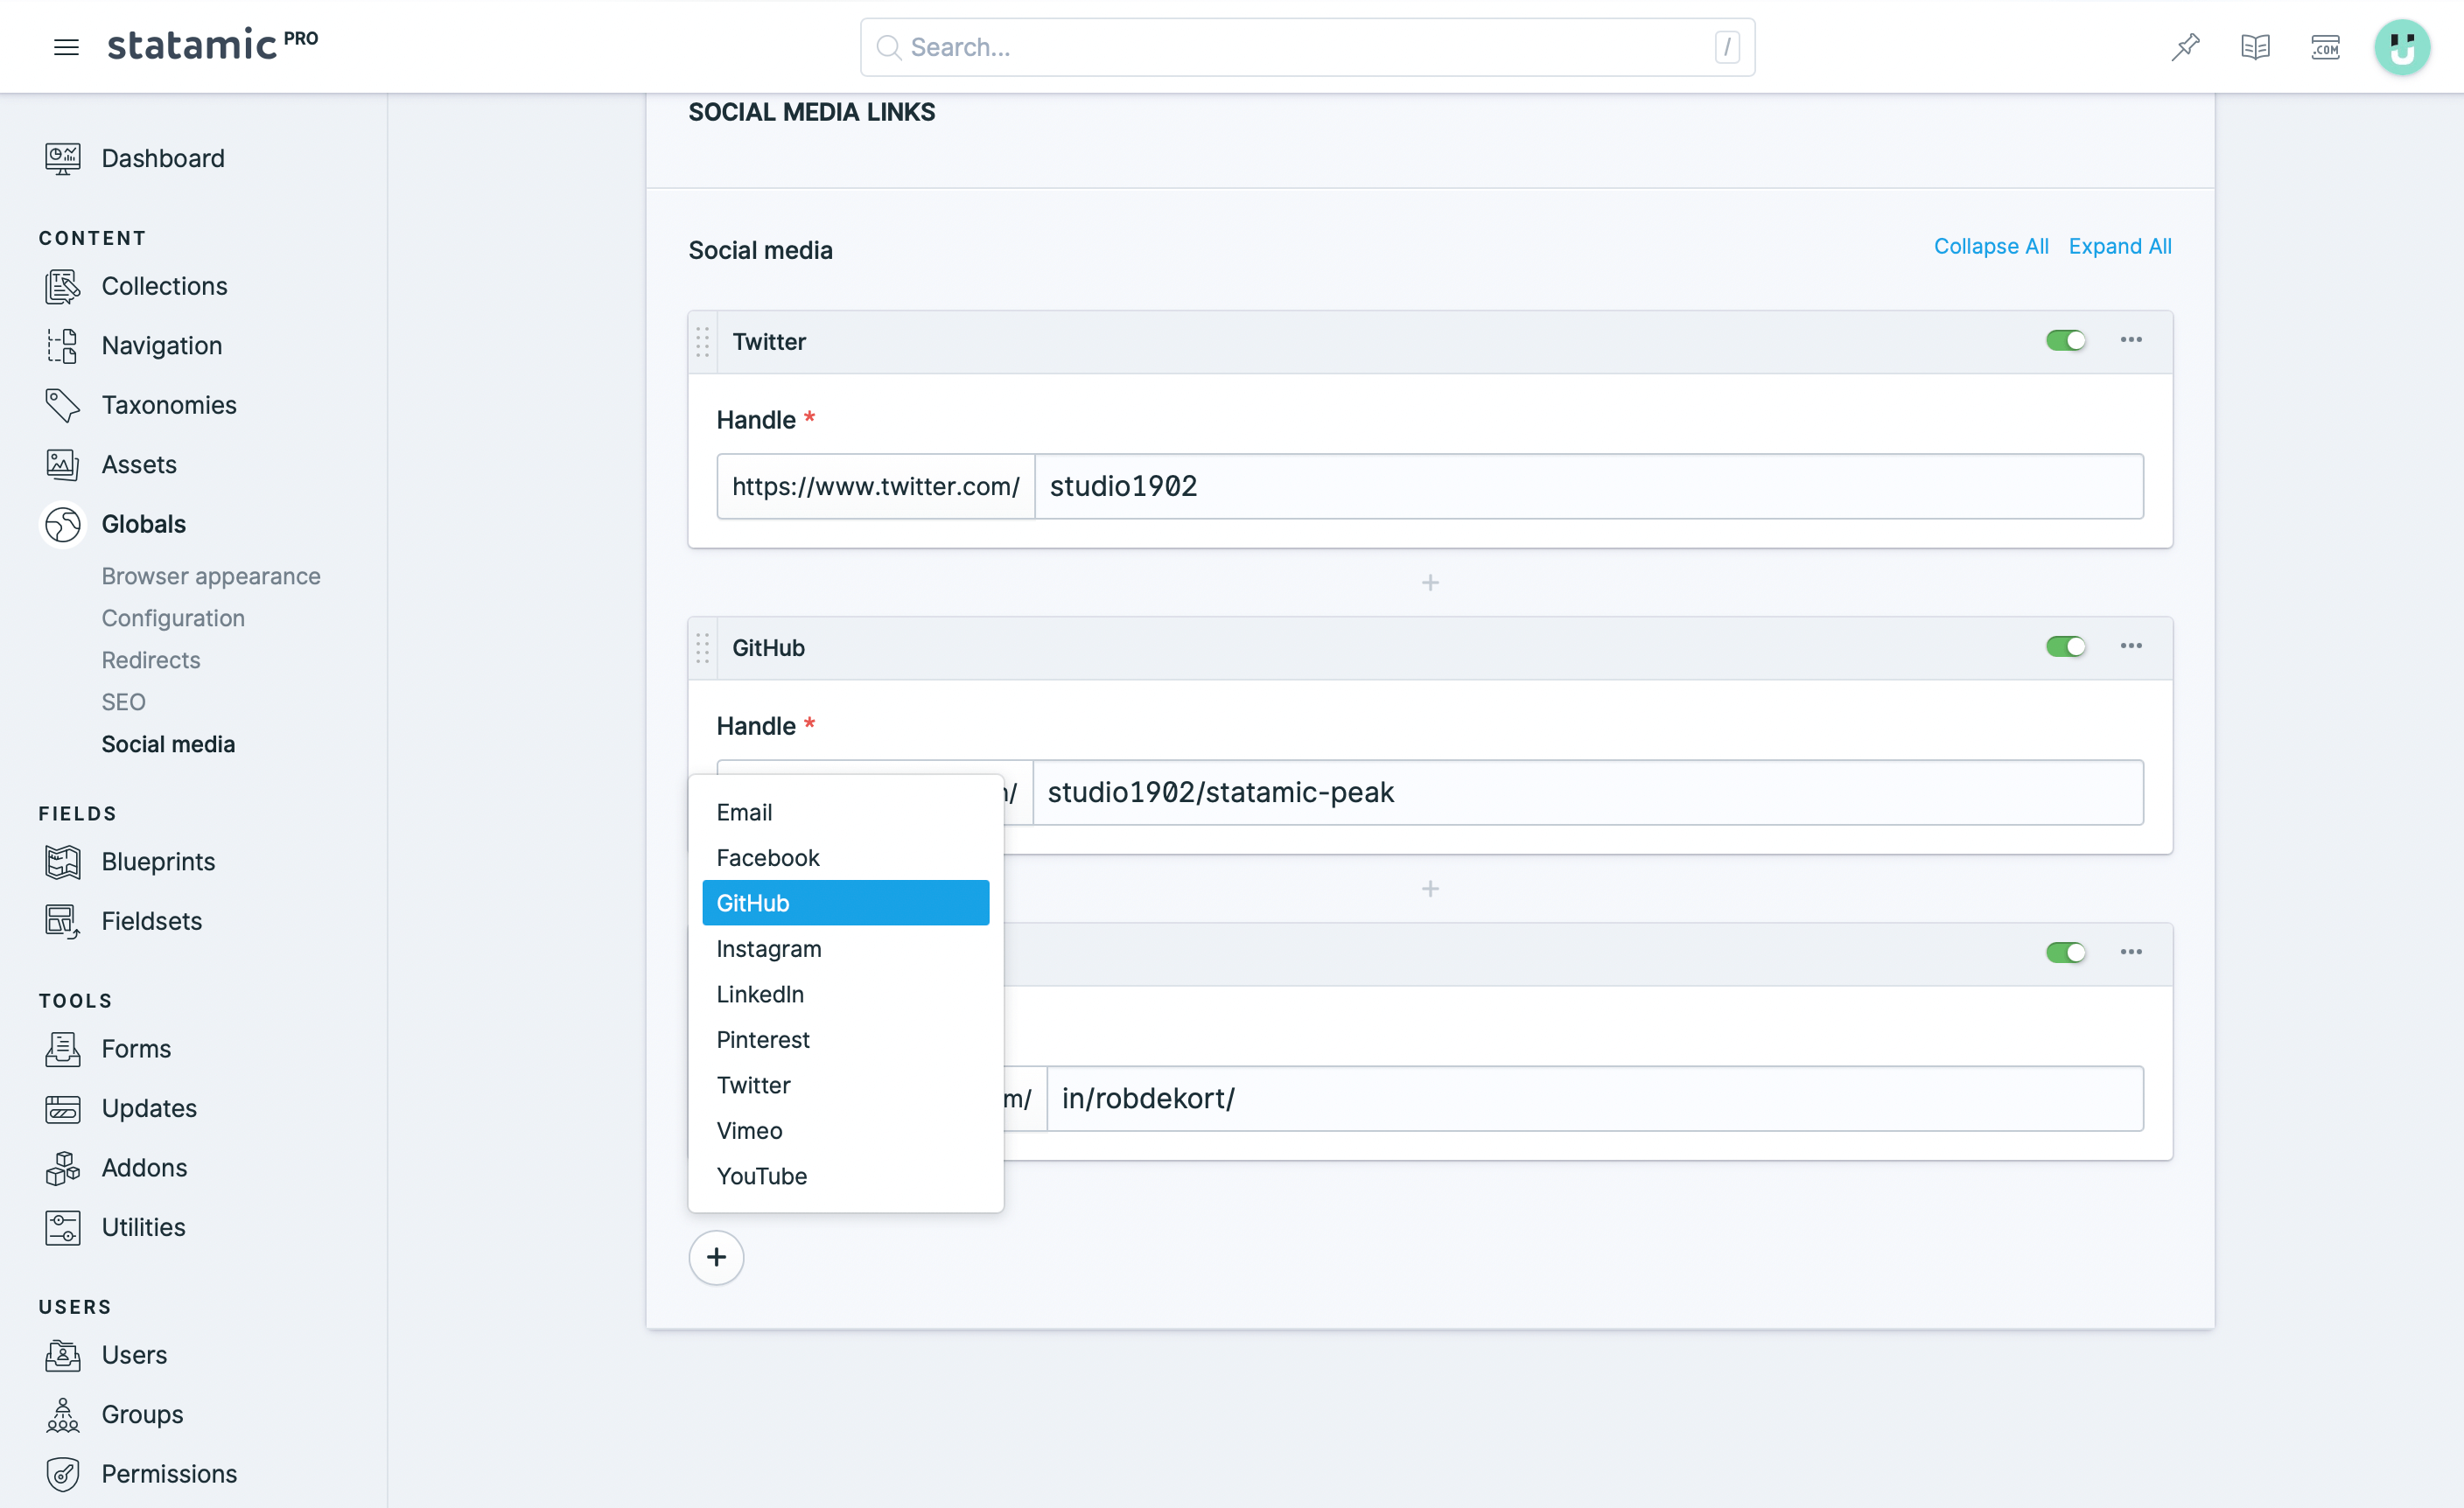 statamic PRO
Search...
/
.COM
Dashboard
CONTENT
Collections
Navigation
Taxonomies
Assets
Globals
Browser appearance
Configuration
Redirects
SEO
Social media
FIELDS
Blueprints
Fieldsets
TOOLS
Forms
Updates
Addons
Utilities
USERS
Users
Groups
Permissions
SOCIAL MEDIA LINKS
Social media
Collapse All Expand All
Twitter
Handle *
https://www.twitter.com/ studio1902
GitHub
Handle *
/ studio1902/statamic-peak
Email
Facebook
GitHub
Instagram
LinkedIn
Pinterest
Twitter
Vimeo
YouTube
m/ in/robdekort/